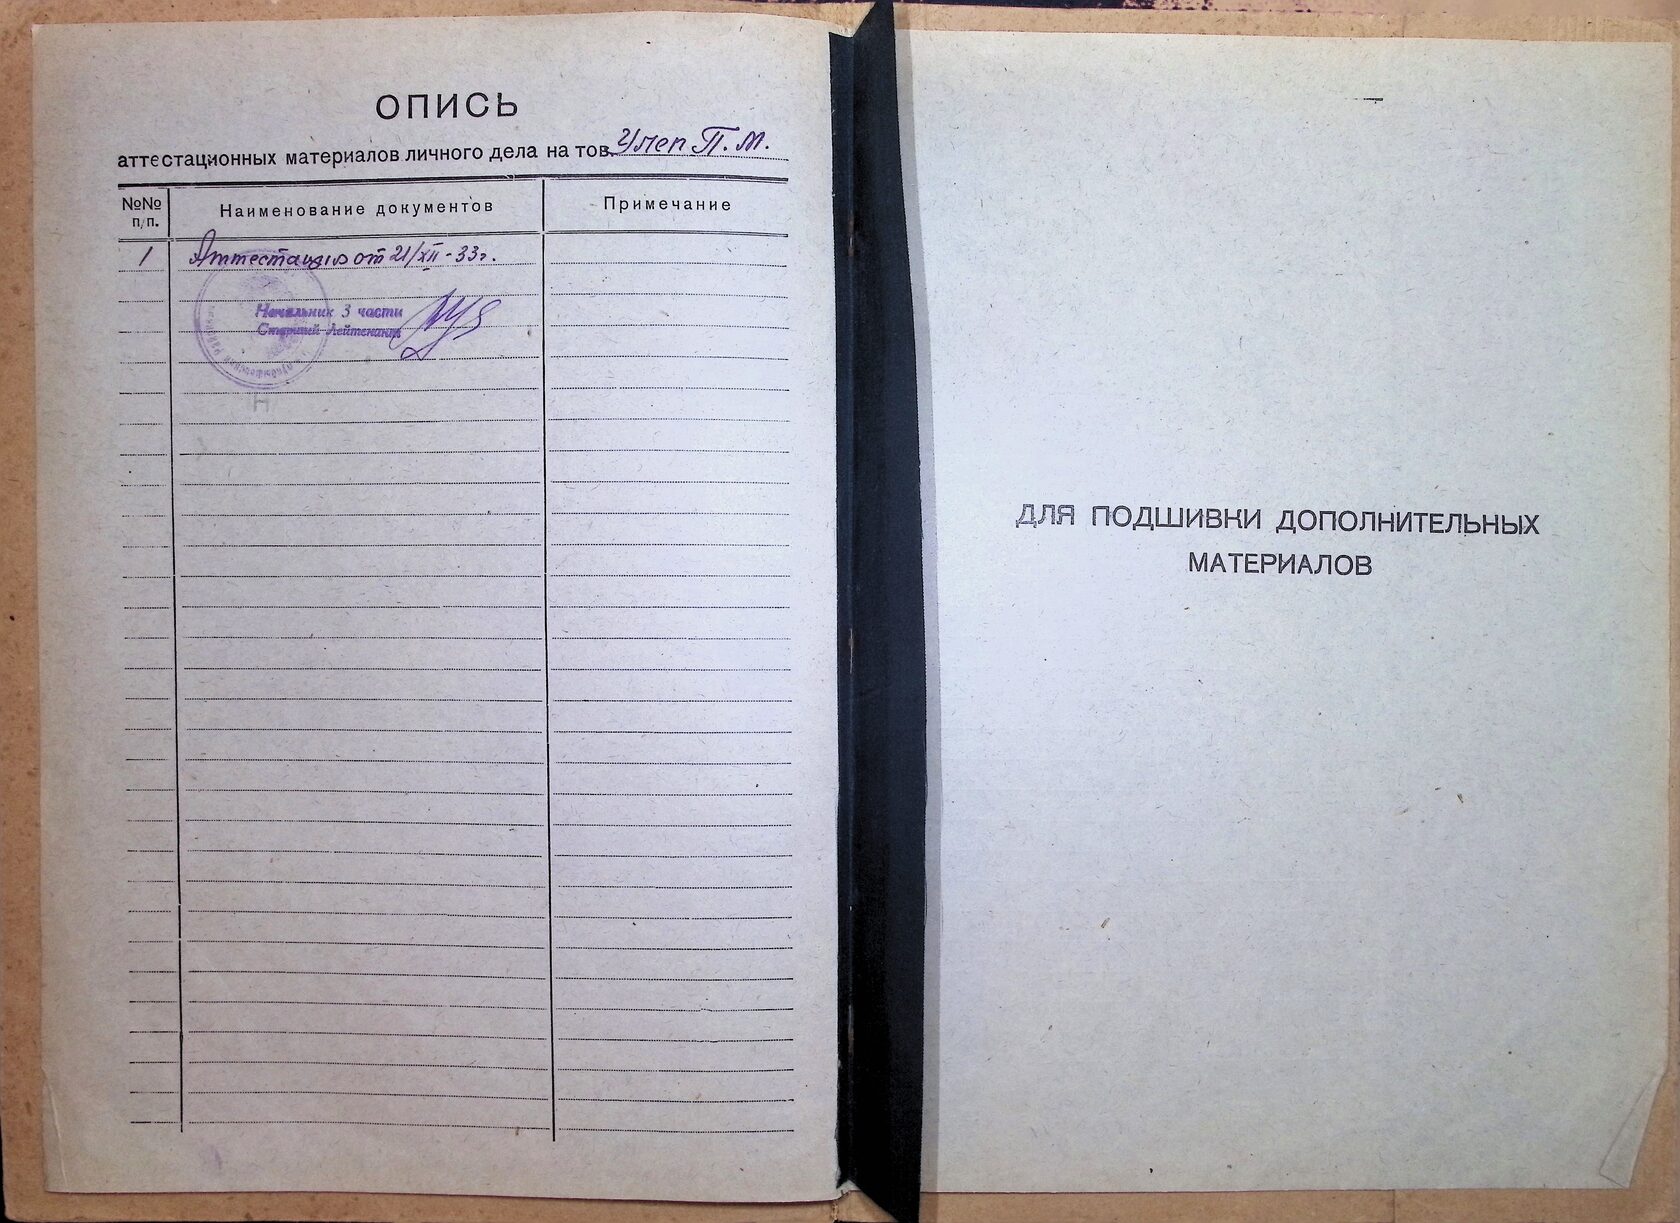 ОПИСЬ
аттестационных материалов личного дела на тов. Улеп П. М.
№№ п/п.
Наименование документов
Примечание
1 Аттестация от 21/XII-33г.
Начальник 3 части
Старший Лейтенант
ДЛЯ ПОДШИВКИ ДОПОЛНИТЕЛЬНЫХ
МАТЕРИАЛОВ